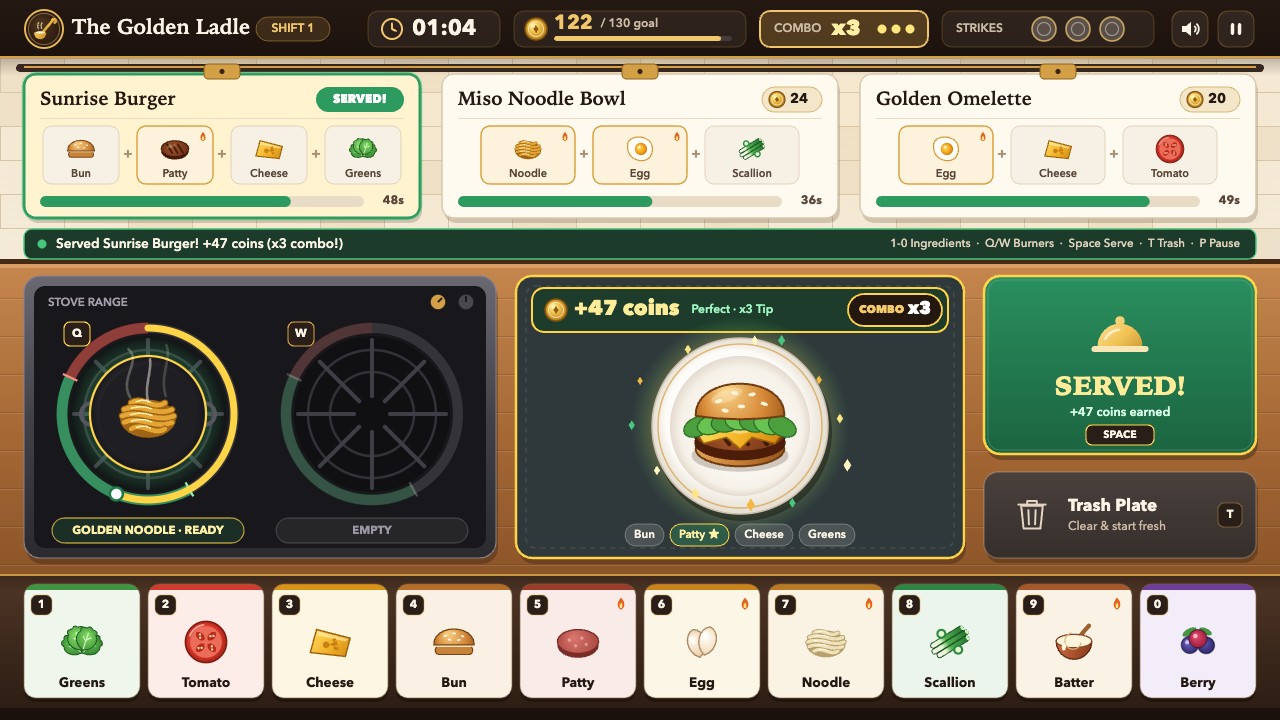 The Golden Ladle
SHIFT 1
01:04
122 / 130 goal
COMBO x3
STRIKES
Sunrise Burger
SERVED!
Bun + Patty + Cheese + Greens
48s
Miso Noodle Bowl
24
Noodle + Egg + Scallion
36s
Golden Omelette
20
Egg + Cheese + Tomato
49s
Served Sunrise Burger! +47 coins (x3 combo!)
1-0 Ingredients · Q/W Burners · Space Serve · T Trash · P Pause
STOVE RANGE
Q
W
GOLDEN NOODLE · READY
EMPTY
+47 coins
Perfect · x3 Tip
COMBO x3
Bun
Patty ★
Cheese
Greens
SERVED!
+47 coins earned
SPACE
Trash Plate
Clear & start fresh
T
1
Greens
2
Tomato
3
Cheese
4
Bun
5
Patty
6
Egg
7
Noodle
8
Scallion
9
Batter
0
Berry